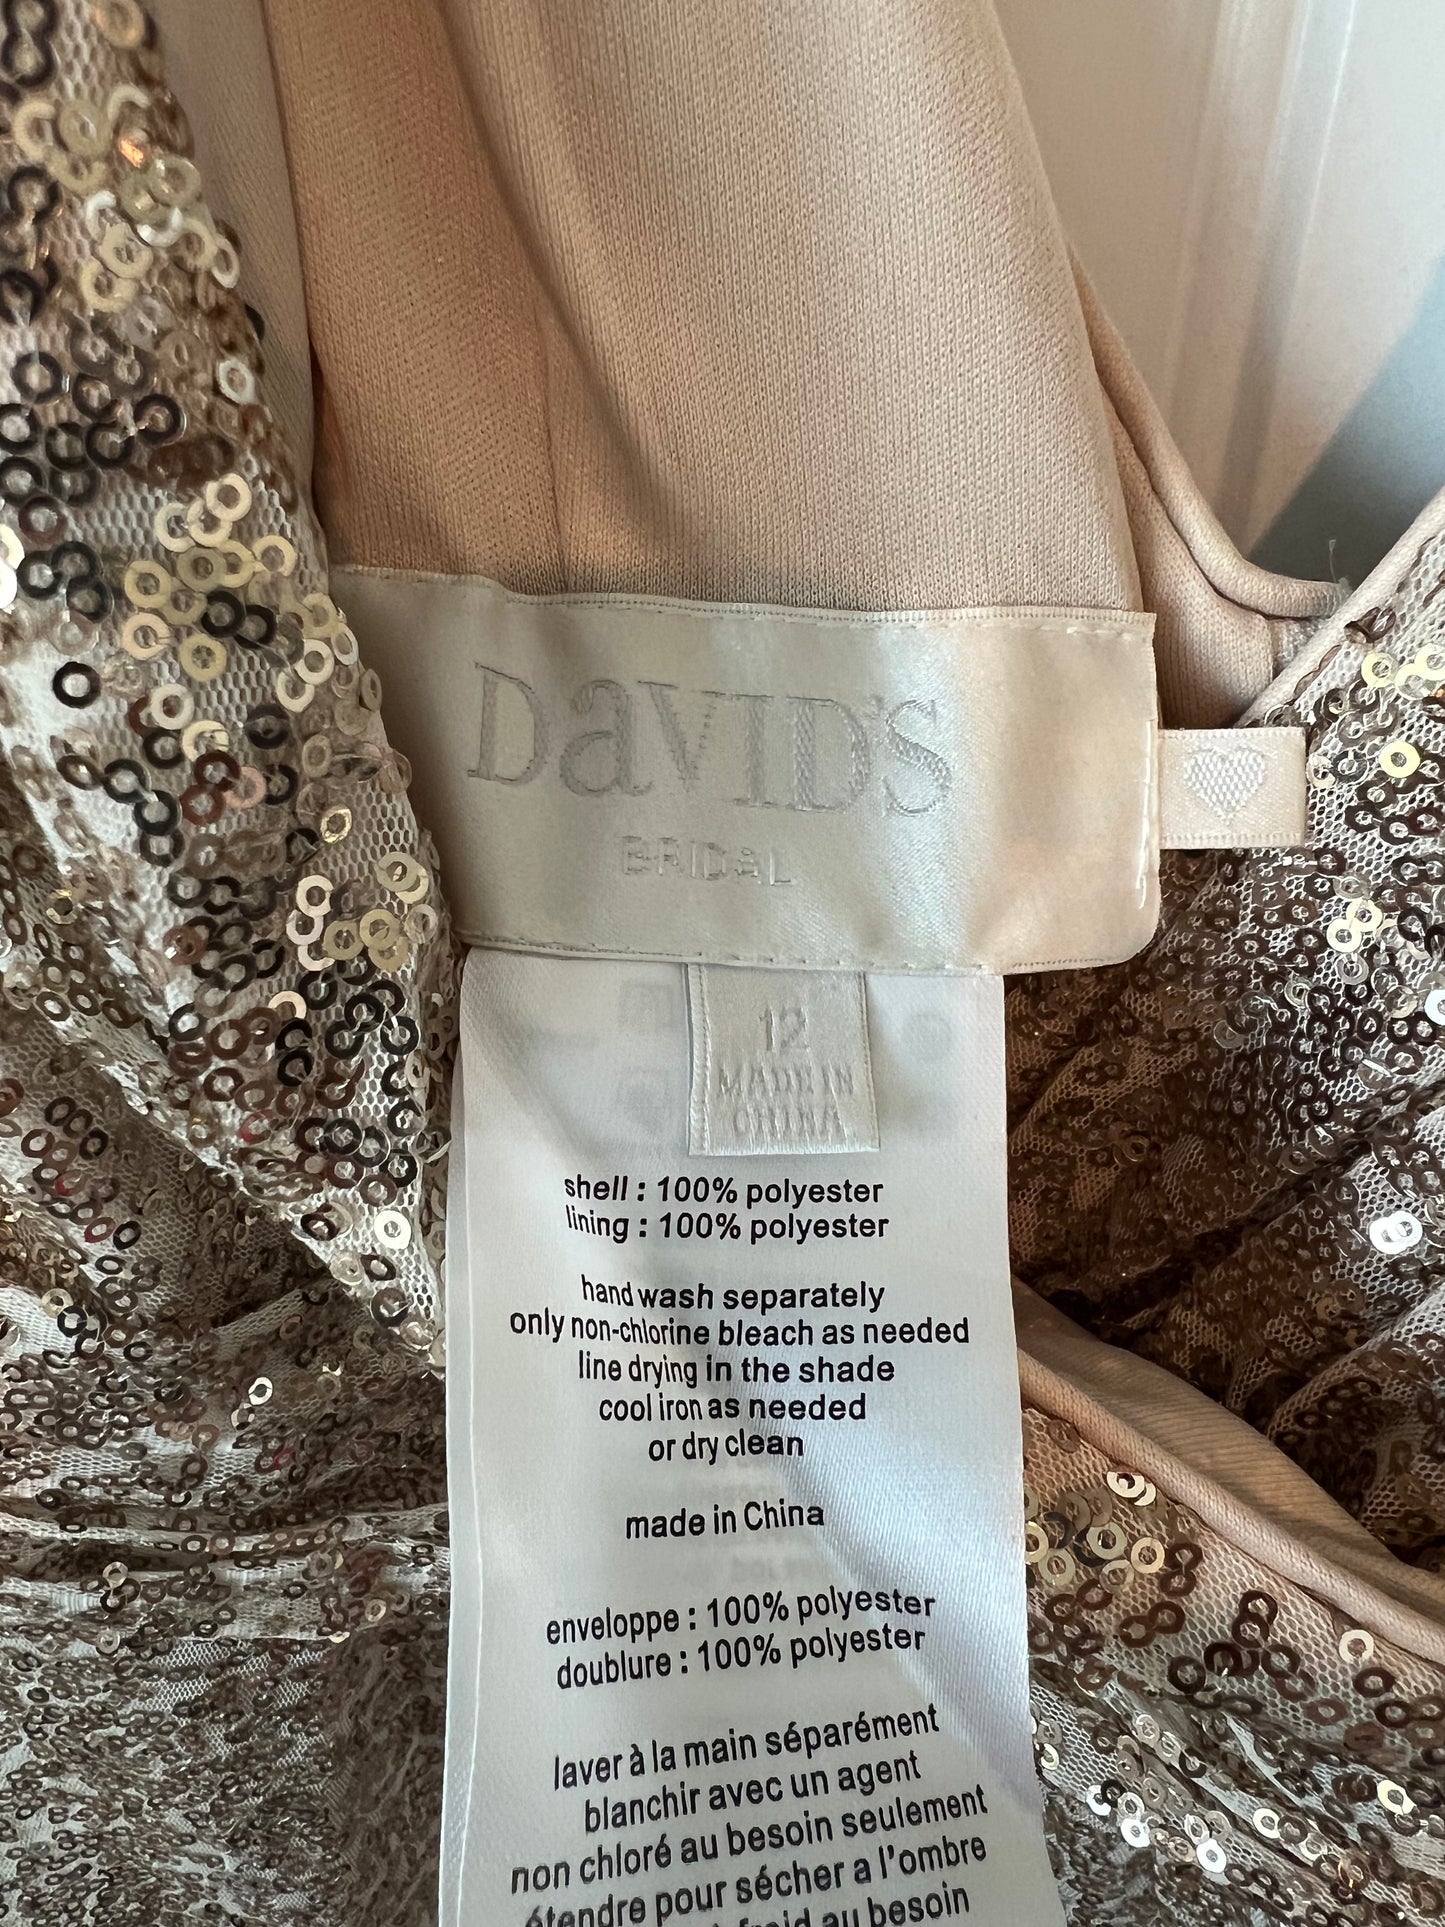 DaVID'S
BRIDaL
12
MADE IN
CHINA
shell : 100% polyester
lining : 100% polyester
hand wash separately
only non-chlorine bleach as needed
line drying in the shade
cool iron as needed
or dry clean
made in China
enveloppe : 100% polyester
doublure : 100% polyester
laver à la main séparément
blanchir avec un agent
non chloré au besoin seulement
étendre pour sécher a l'ombre
froid au besoin